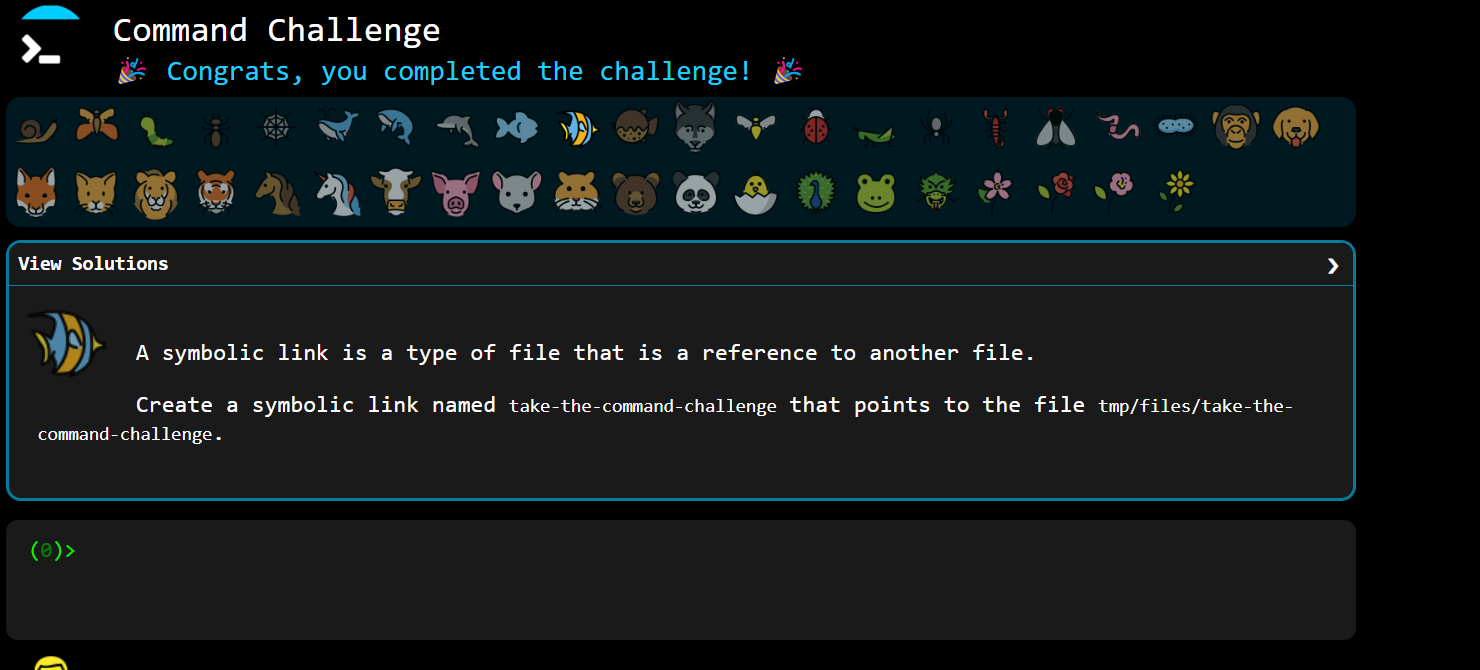 Command Challenge
🎉 Congrats, you completed the challenge! 🎉
View Solutions
A symbolic link is a type of file that is a reference to another file.
Create a symbolic link named take-the-command-challenge that points to the file tmp/files/take-the-
command-challenge.
(0)>